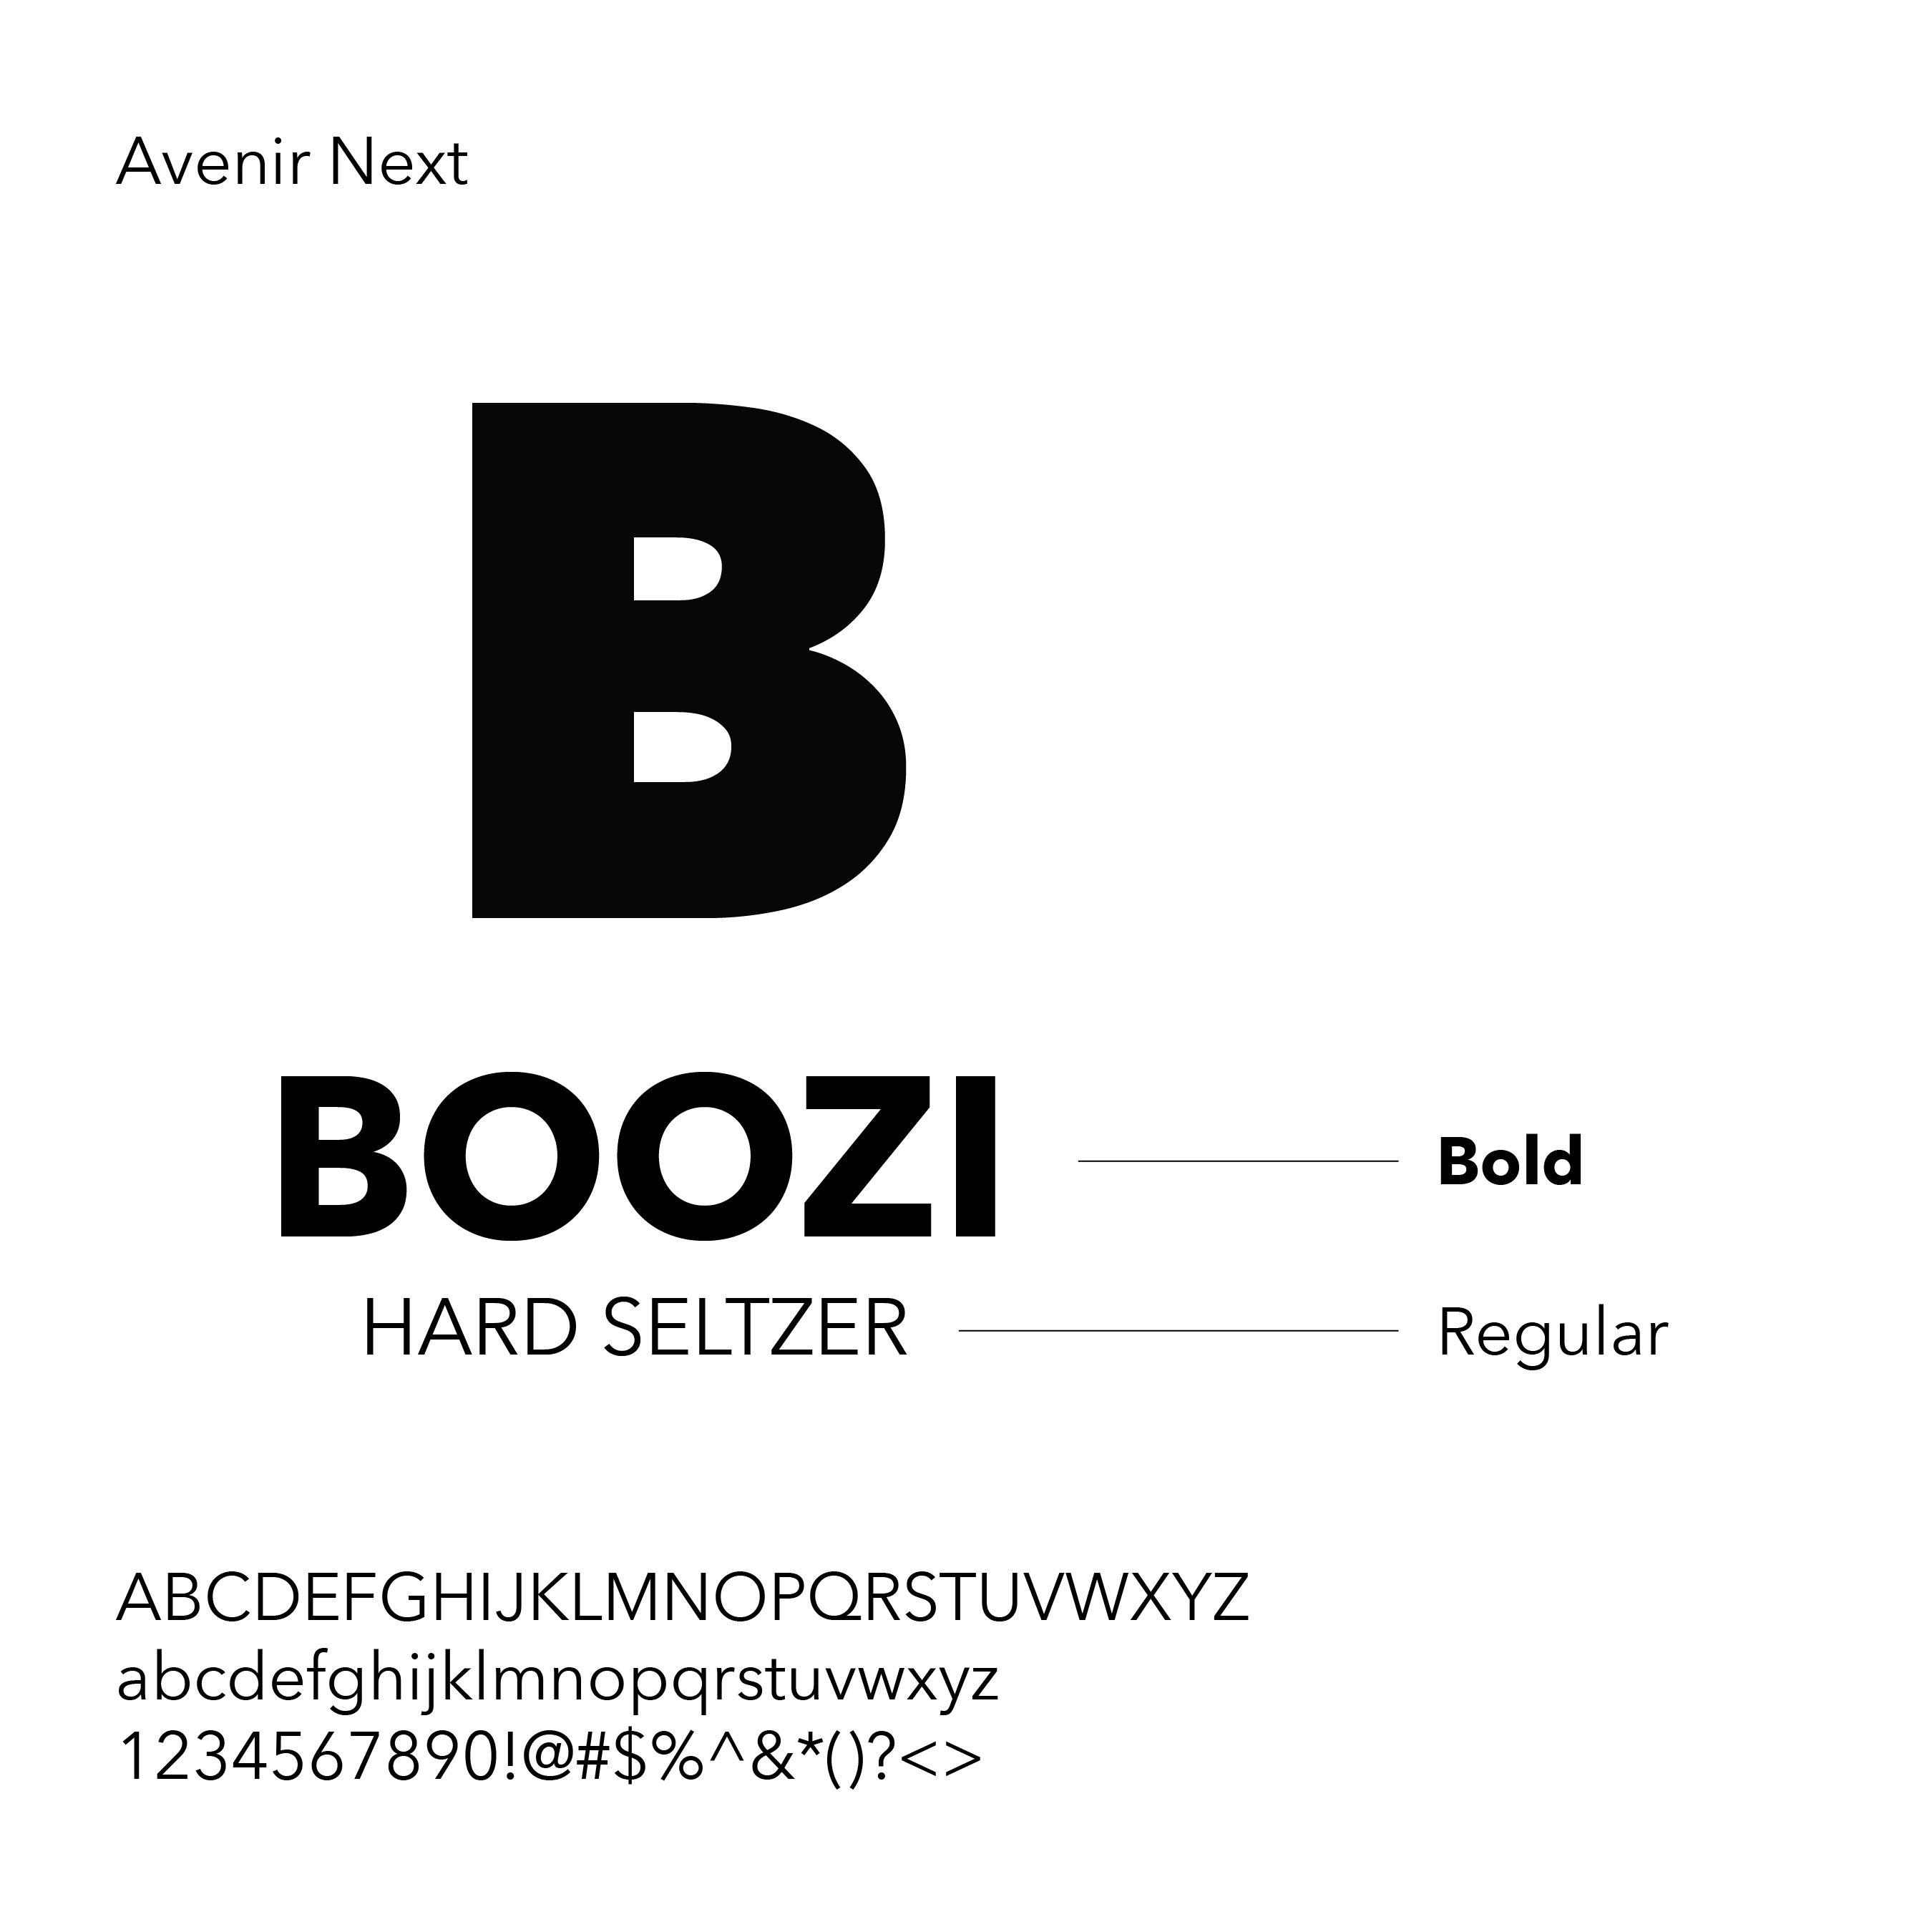 Avenir Next
B
BOOZI
Bold
HARD SELTZER
Regular
ABCDEFGHIJKLMNOPQRSTUVWXYZ
abcdefghijklmnopqrstuvwxyz
1234567890!@#$%^&*()?<>